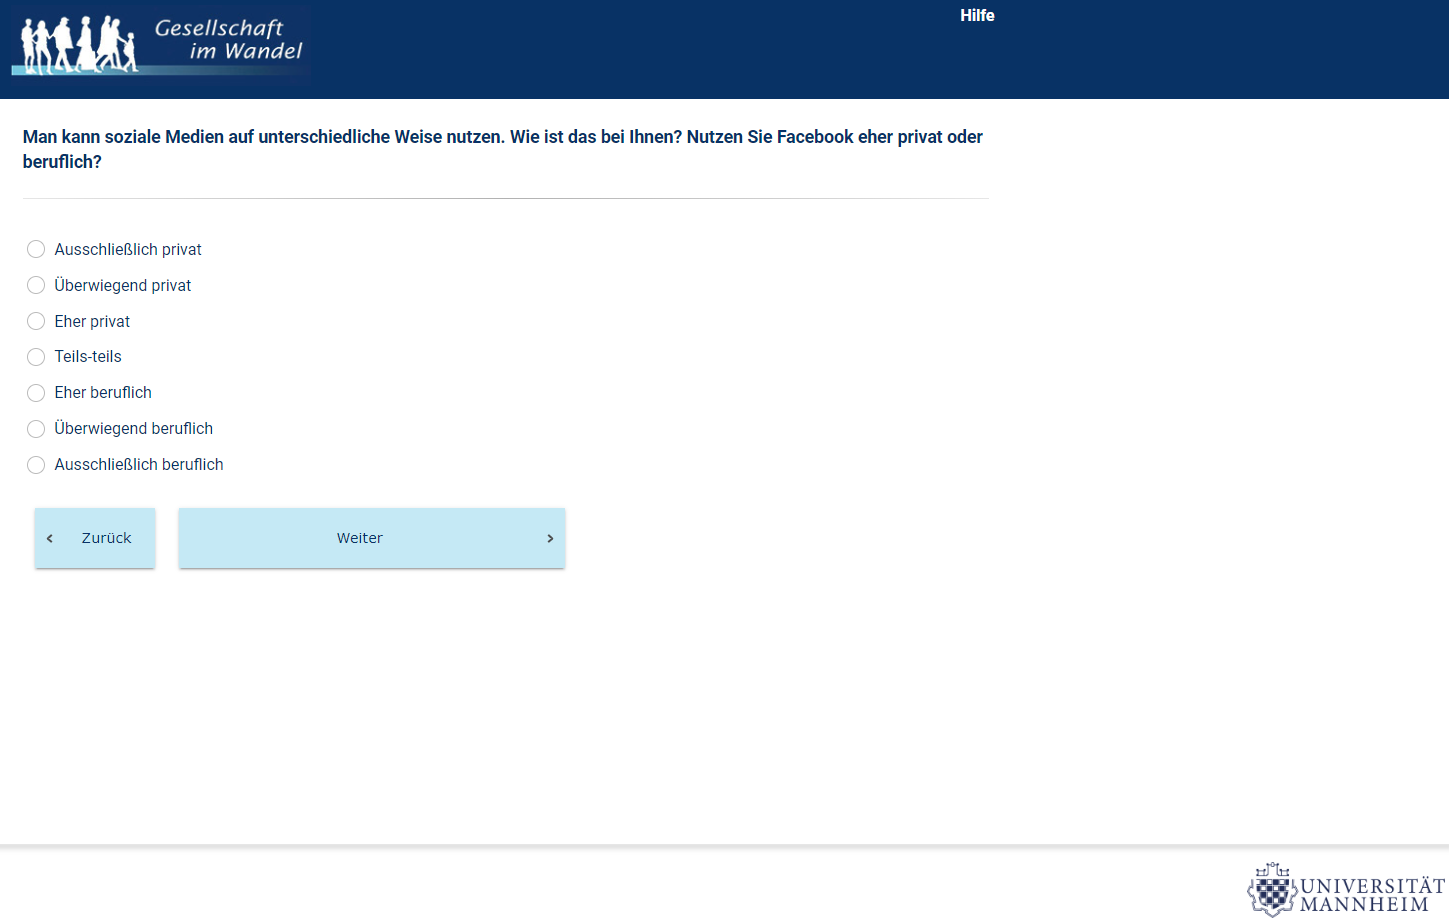 Gesellschaft
im Wandel
Hilfe
Man kann soziale Medien auf unterschiedliche Weise nutzen. Wie ist das bei Ihnen? Nutzen Sie Facebook eher privat oder
beruflich?
Ausschließlich privat
Überwiegend privat
Eher privat
Teils-teils
Eher beruflich
Überwiegend beruflich
Ausschließlich beruflich
Zurück
Weiter
UNIVERSITÄT
MANNHEIM